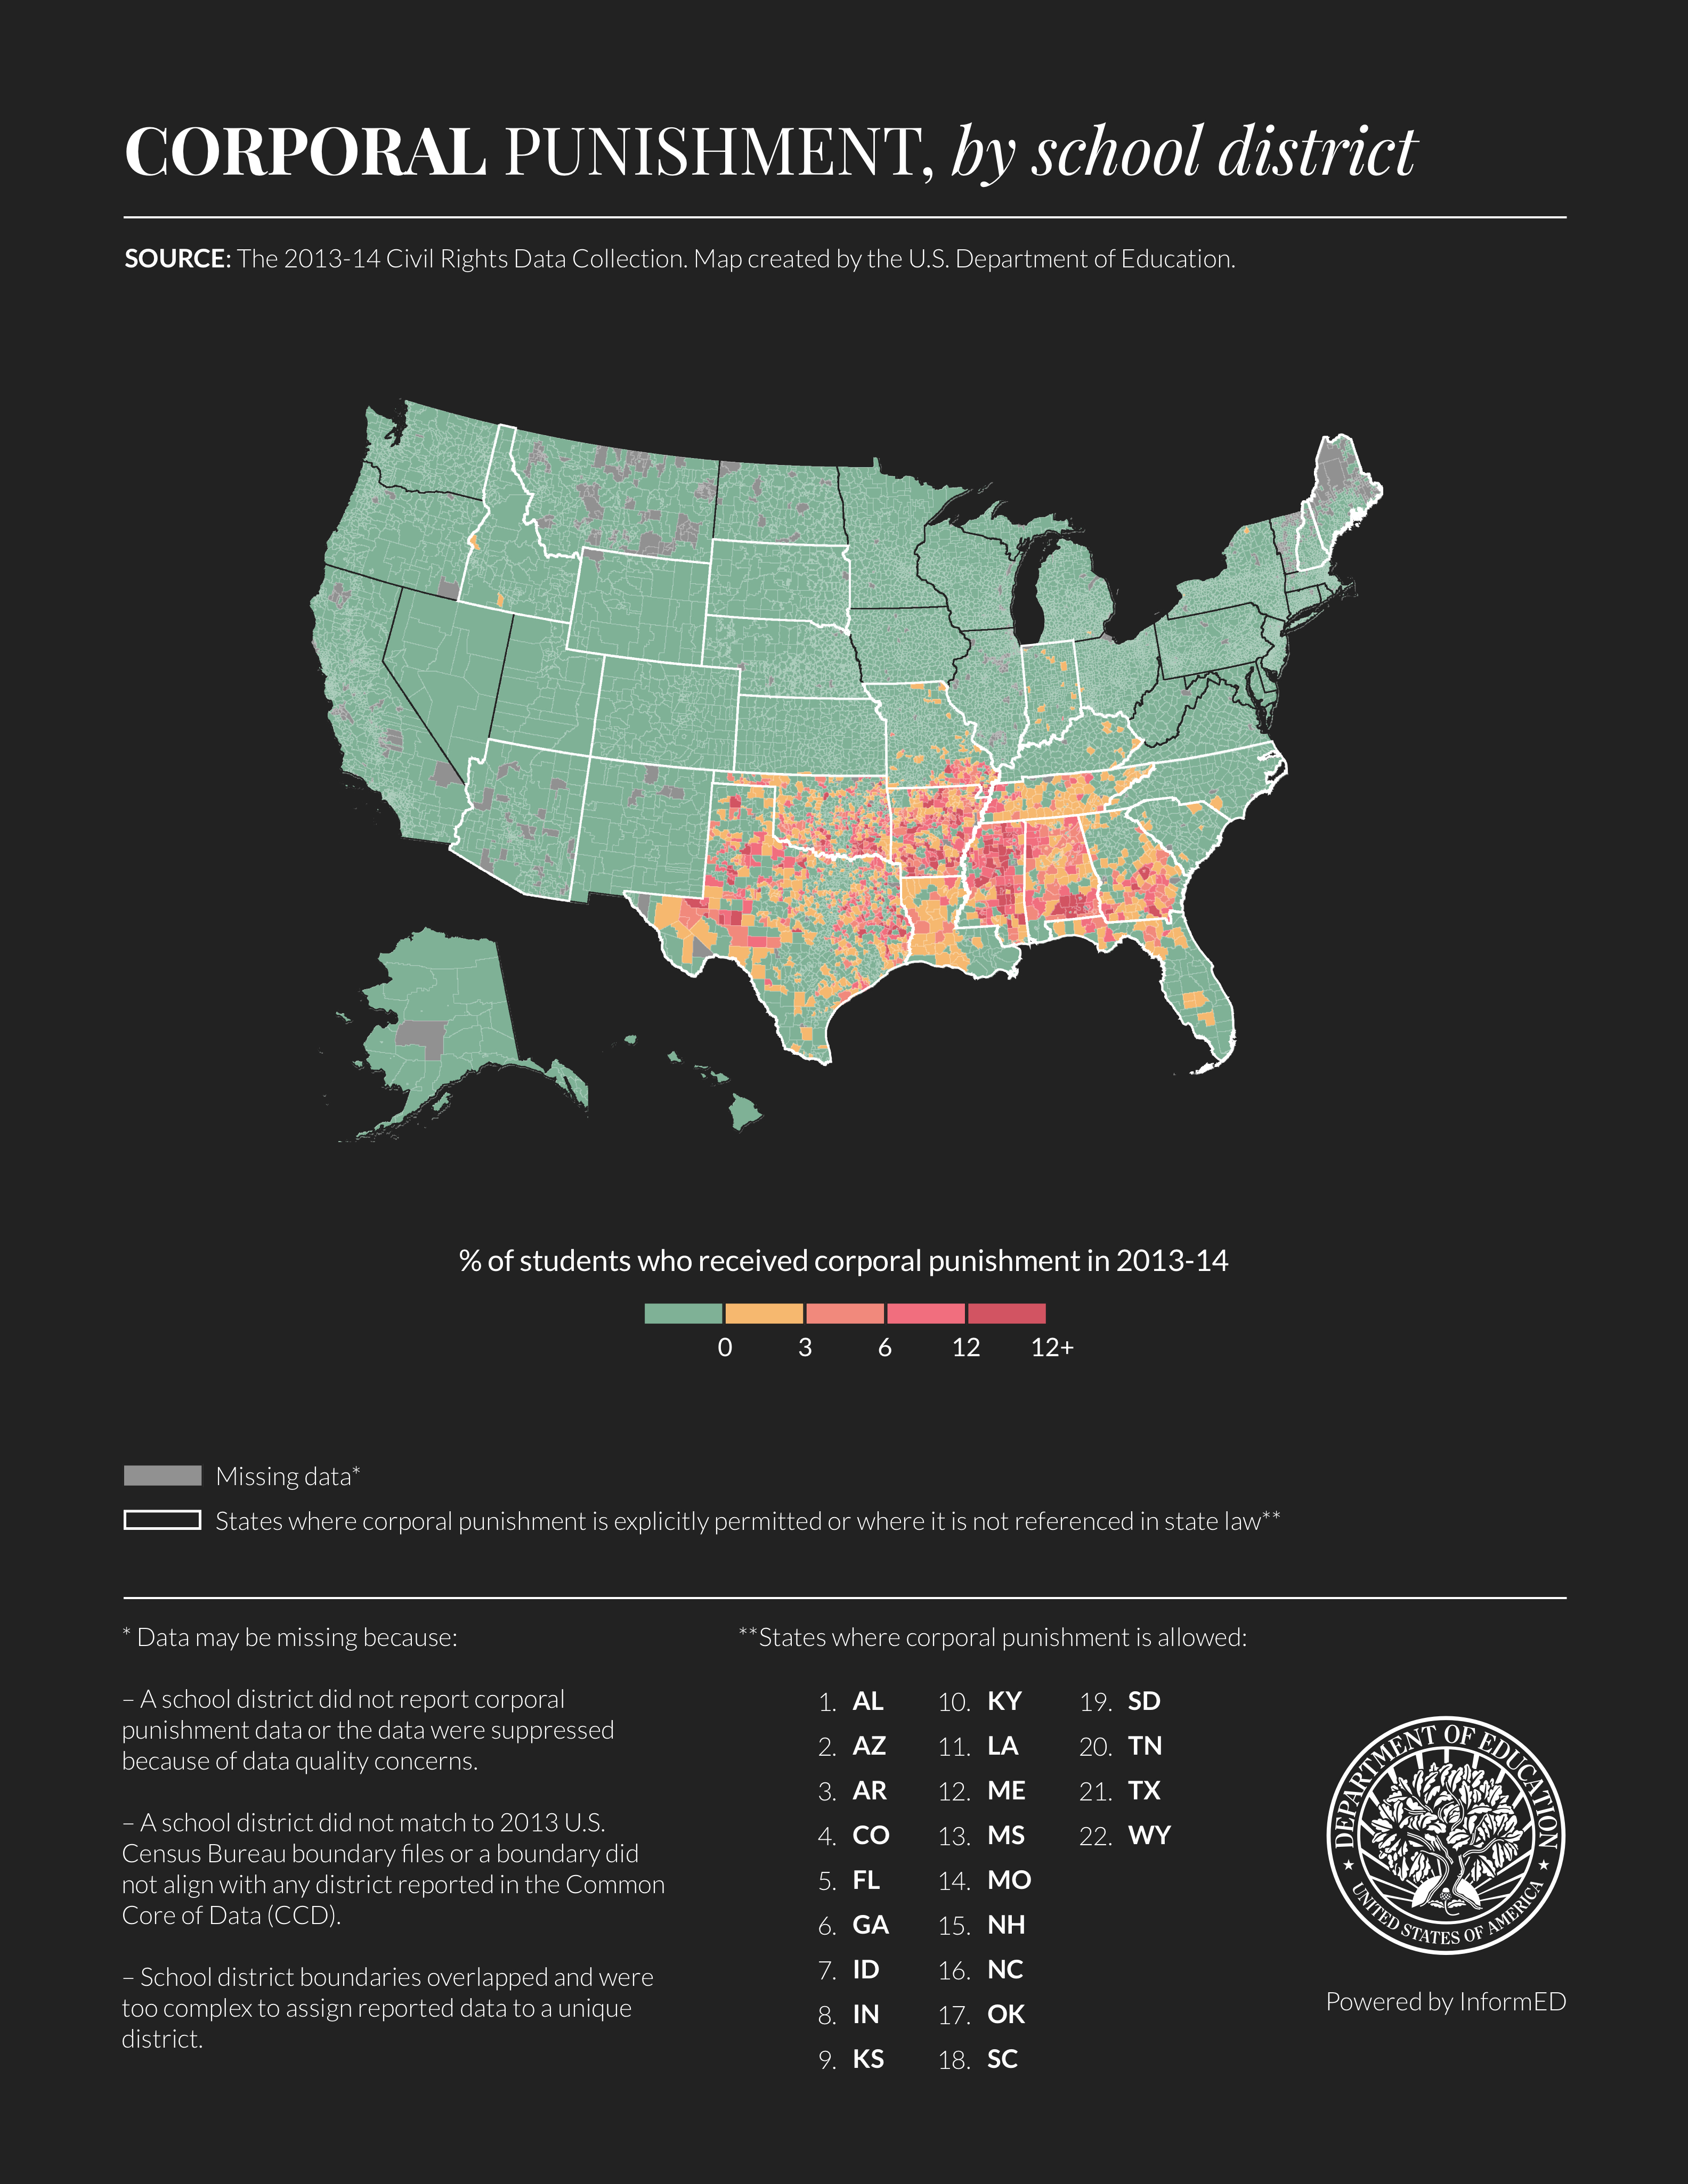 CORPORAL PUNISHMENT, by school district
SOURCE: The 2013-14 Civil Rights Data Collection. Map created by the U.S. Department of Education.
% of students who received corporal punishment in 2013-14
0 3 6 12 12+
Missing data*
States where corporal punishment is explicitly permitted or where it is not referenced in state law**
* Data may be missing because:
– A school district did not report corporal
punishment data or the data were suppressed
because of data quality concerns.
– A school district did not match to 2013 U.S.
Census Bureau boundary files or a boundary did
not align with any district reported in the Common
Core of Data (CCD).
– School district boundaries overlapped and were
too complex to assign reported data to a unique
district.
**States where corporal punishment is allowed:
1. AL
2. AZ
3. AR
4. CO
5. FL
6. GA
7. ID
8. IN
9. KS
10. KY
11. LA
12. ME
13. MS
14. MO
15. NH
16. NC
17. OK
18. SC
19. SD
20. TN
21. TX
22. WY
DEPARTMENT OF EDUCATION
UNITED STATES OF AMERICA
Powered by InformED